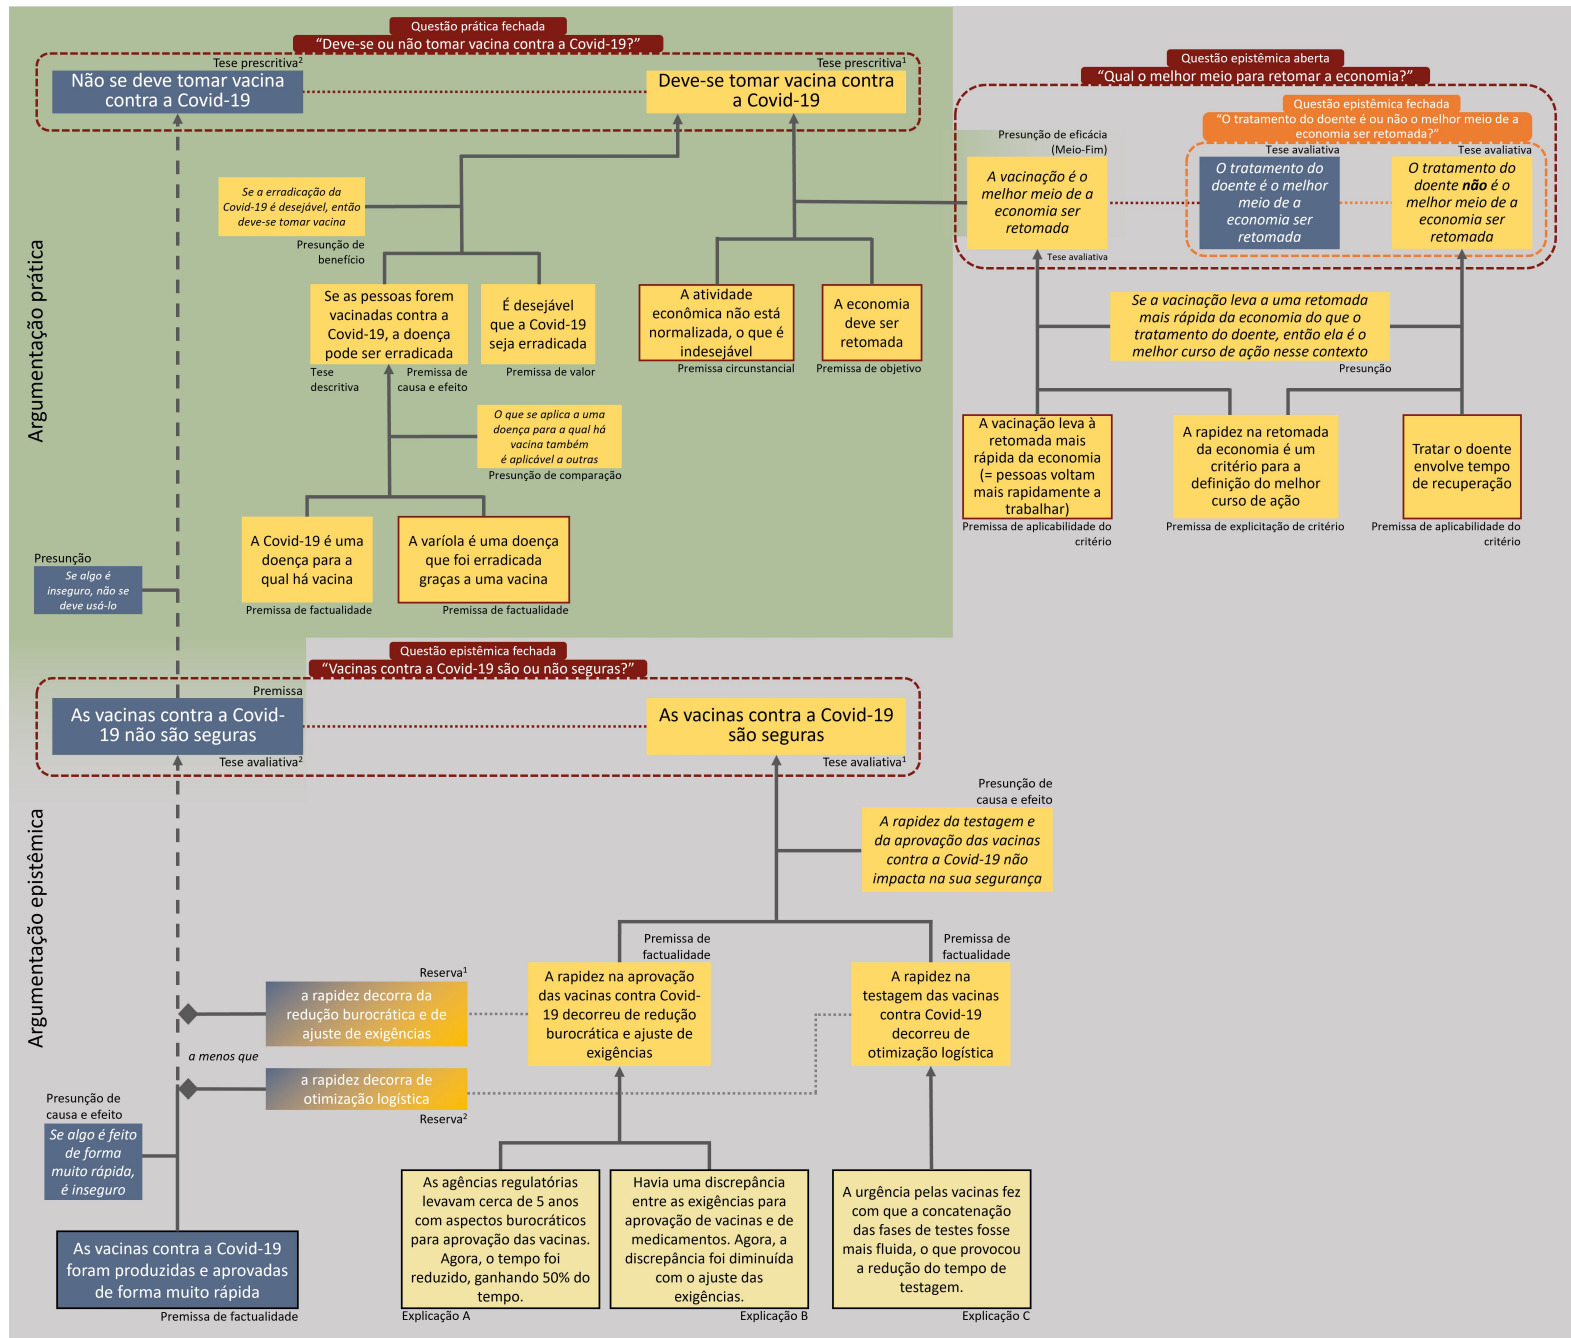 Questão prática fechada
“Deve-se ou não tomar vacina contra a Covid-19?”
Tese prescritiva²
Não se deve tomar vacina
contra a Covid-19
Tese prescritiva¹
Deve-se tomar vacina contra
a Covid-19
Questão epistêmica aberta
“Qual o melhor meio para retomar a economia?”
Questão epistêmica fechada
“O tratamento do doente é ou não o melhor meio de a
economia ser retomada?”
Presunção de eficácia
(Meio-Fim)
A vacinação é o
melhor meio de a
economia ser
retomada
Tese avaliativa
Tese avaliativa
O tratamento do
doente é o melhor
meio de a
economia ser
retomada
Tese avaliativa
O tratamento do
doente não é o
melhor meio de a
economia ser
retomada
Argumentação prática
Se a erradicação da
Covid-19 é desejável, então
deve-se tomar vacina
Presunção de
benefício
Se as pessoas forem
vacinadas contra a
Covid-19, a doença
pode ser erradicada
Tese
descritiva
Premissa de
causa e efeito
É desejável
que a Covid-19
seja erradicada
Premissa de valor
A atividade
econômica não está
normalizada, o que é
indesejável
Premissa circunstancial
A economia
deve ser
retomada
Premissa de objetivo
Se a vacinação leva a uma retomada
mais rápida da economia do que o
tratamento do doente, então ela é o
melhor curso de ação nesse contexto
Presunção
O que se aplica a uma
doença para a qual há
vacina também
é aplicável a outras
Presunção de comparação
A vacinação leva à
retomada mais
rápida da economia
(= pessoas voltam
mais rapidamente a
trabalhar)
Premissa de aplicabilidade do
critério
A rapidez na retomada
da economia é um
critério para a
definição do melhor
curso de ação
Premissa de explicitação de critério
Tratar o doente
envolve tempo
de recuperação
Premissa de aplicabilidade do
critério
A Covid-19 é uma
doença para a
qual há vacina
Premissa de factualidade
A varíola é uma doença
que foi erradicada
graças a uma vacina
Premissa de factualidade
Presunção
Se algo é
inseguro, não se
deve usá-lo
Questão epistêmica fechada
“Vacinas contra a Covid-19 são ou não seguras?”
Premissa
As vacinas contra a Covid-
19 não são seguras
Tese avaliativa²
As vacinas contra a Covid-19
são seguras
Tese avaliativa¹
Argumentação epistêmica
Presunção de
causa e efeito
A rapidez da testagem e
da aprovação das vacinas
contra a Covid-19 não
impacta na sua segurança
Premissa de
factualidade
A rapidez na aprovação
das vacinas contra Covid-
19 decorreu de redução
burocrática e ajuste de
exigências
Premissa de
factualidade
A rapidez na
testagem das vacinas
contra Covid-19
decorreu de
otimização logística
Reserva¹
a rapidez decorra da
redução burocrática e de
ajuste de exigências
a menos que
a rapidez decorra de
otimização logística
Reserva²
Presunção de
causa e efeito
Se algo é feito
de forma
muito rápida,
é inseguro
As vacinas contra a Covid-19
foram produzidas e aprovadas
de forma muito rápida
Premissa de factualidade
As agências regulatórias
levavam cerca de 5 anos
com aspectos burocráticos
para aprovação das vacinas.
Agora, o tempo foi
reduzido, ganhando 50% do
tempo.
Explicação A
Havia uma discrepância
entre as exigências para
aprovação de vacinas e de
medicamentos. Agora, a
discrepância foi diminuída
com o ajuste das
exigências.
Explicação B
A urgência pelas vacinas fez
com que a concatenação
das fases de testes fosse
mais fluida, o que provocou
a redução do tempo de
testagem.
Explicação C